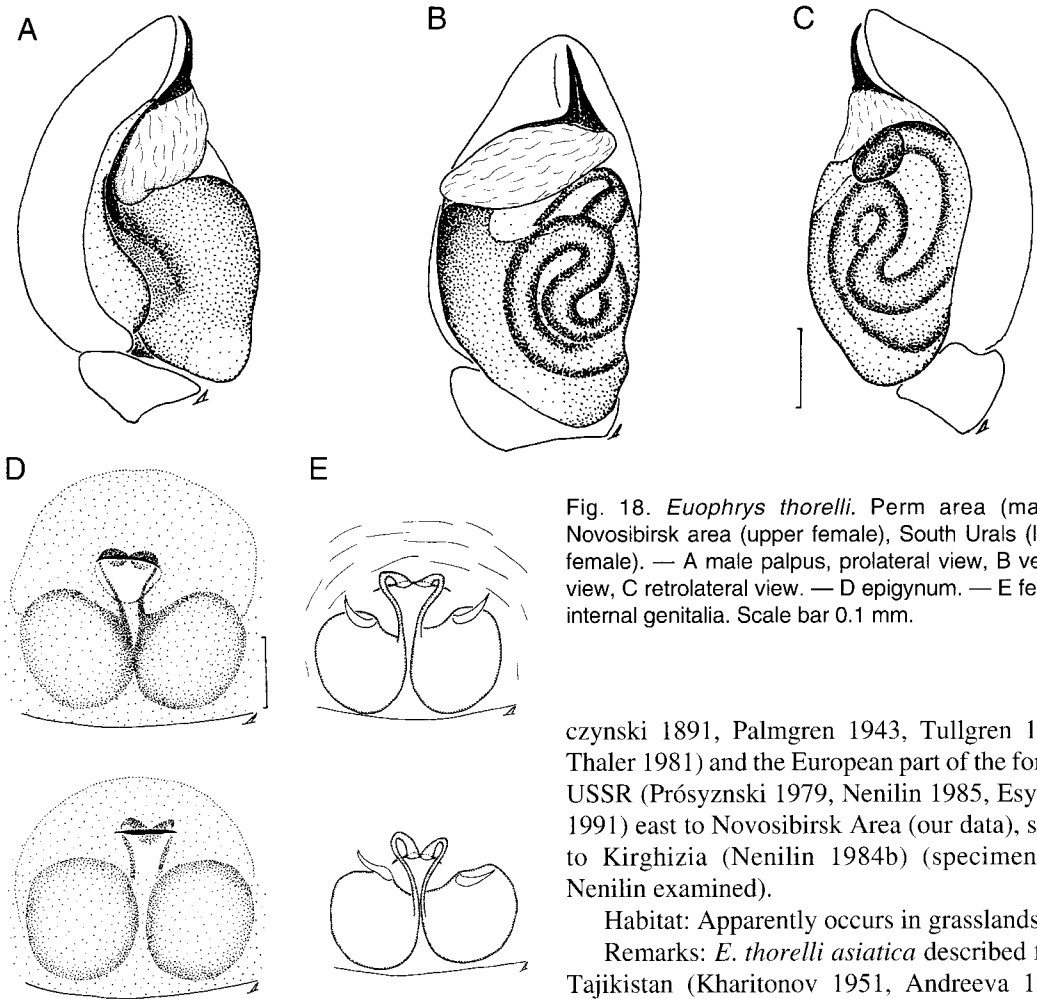 A
B
C
D
E
Fig. 18. Euophrys thorelli. Perm area (ma
Novosibirsk area (upper female), South Urals (l
female). — A male palpus, prolateral view, B ve
view, C retrolateral view. — D epigynum. — E fe
internal genitalia. Scale bar 0.1 mm.
czynski 1891, Palmgren 1943, Tullgren 1
Thaler 1981) and the European part of the for
USSR (Prósyznski 1979, Nenilin 1985, Esy
1991) east to Novosibirsk Area (our data), s
to Kirghizia (Nenilin 1984b) (specimen
Nenilin examined).
Habitat: Apparently occurs in grasslands
Remarks: E. thorelli asiatica described f
Tajikistan (Kharitonov 1951, Andreeva 1